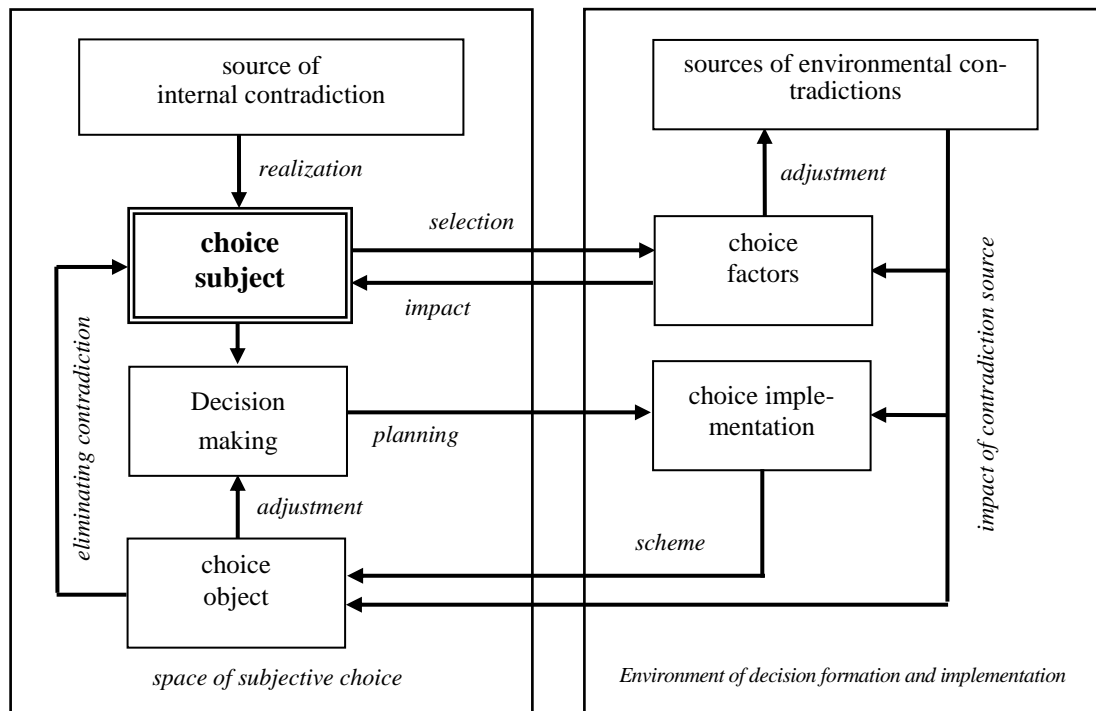 source of
internal contradiction
realization
choice
subject
Decision
making
adjustment
choice
object
eliminating contradiction
space of subjective choice
selection
impact
planning
scheme
sources of environmental con-
tradictions
adjustment
choice
factors
choice imple-
mentation
impact of contradiction source
Environment of decision formation and implementation